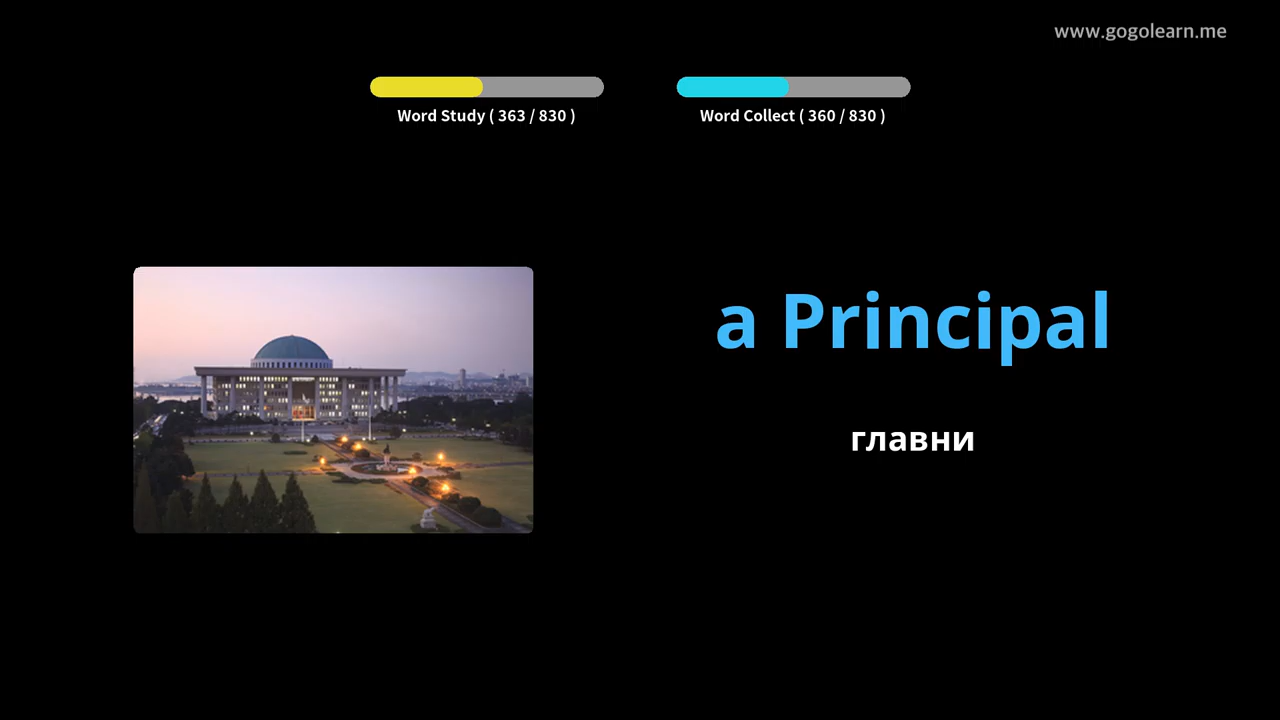 www.gogolearn.me
Word Study ( 363 / 830 )
Word Collect ( 360 / 830 )
a Principal
главни